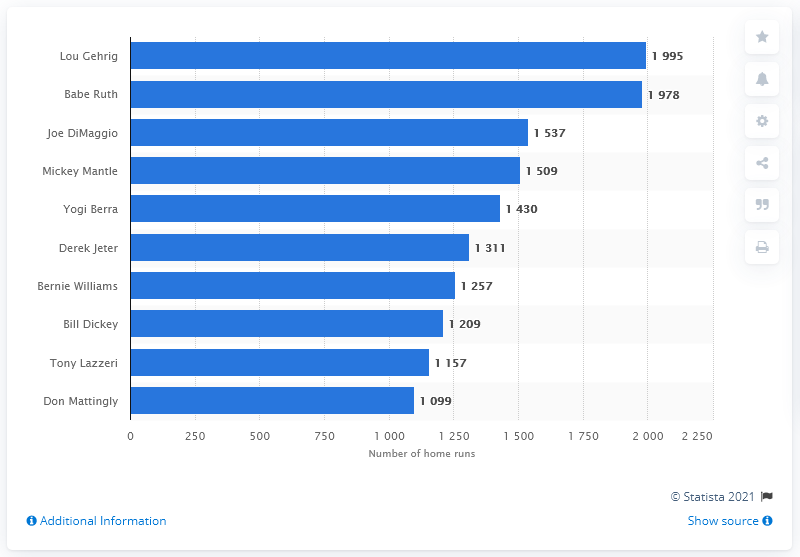 Lou Gehrig 1 995
Babe Ruth 1 978
Joe DiMaggio 1 537
Mickey Mantle 1 509
Yogi Berra 1 430
Derek Jeter 1 311
Bernie Williams 1 257
Bill Dickey 1 209
Tony Lazzeri 1 157
Don Mattingly 1 099
0 250 500 750 1 000 1 250 1 500 1 750 2 000 2 250
Number of home runs
© Statista 2021
Additional Information Show source